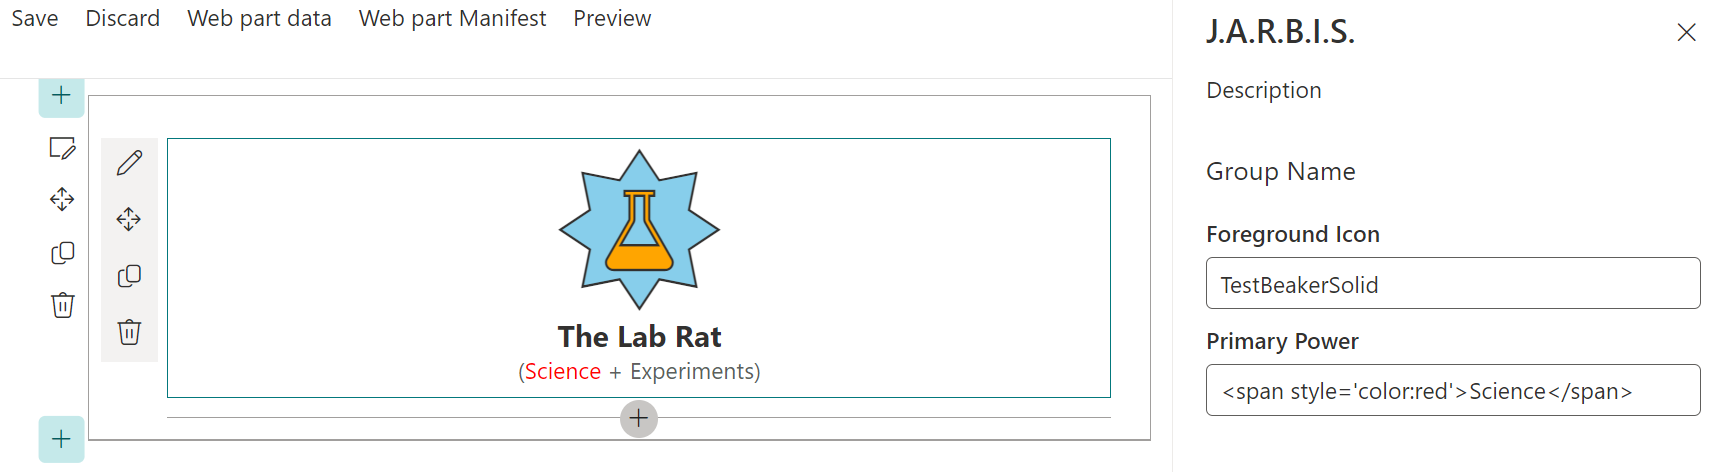 Save Discard Web part data Web part Manifest Preview
The Lab Rat
(Science + Experiments)
J.A.R.B.I.S.
Description
Group Name
Foreground Icon
TestBeakerSolid
Primary Power
<span style='color:red'>Science</span>